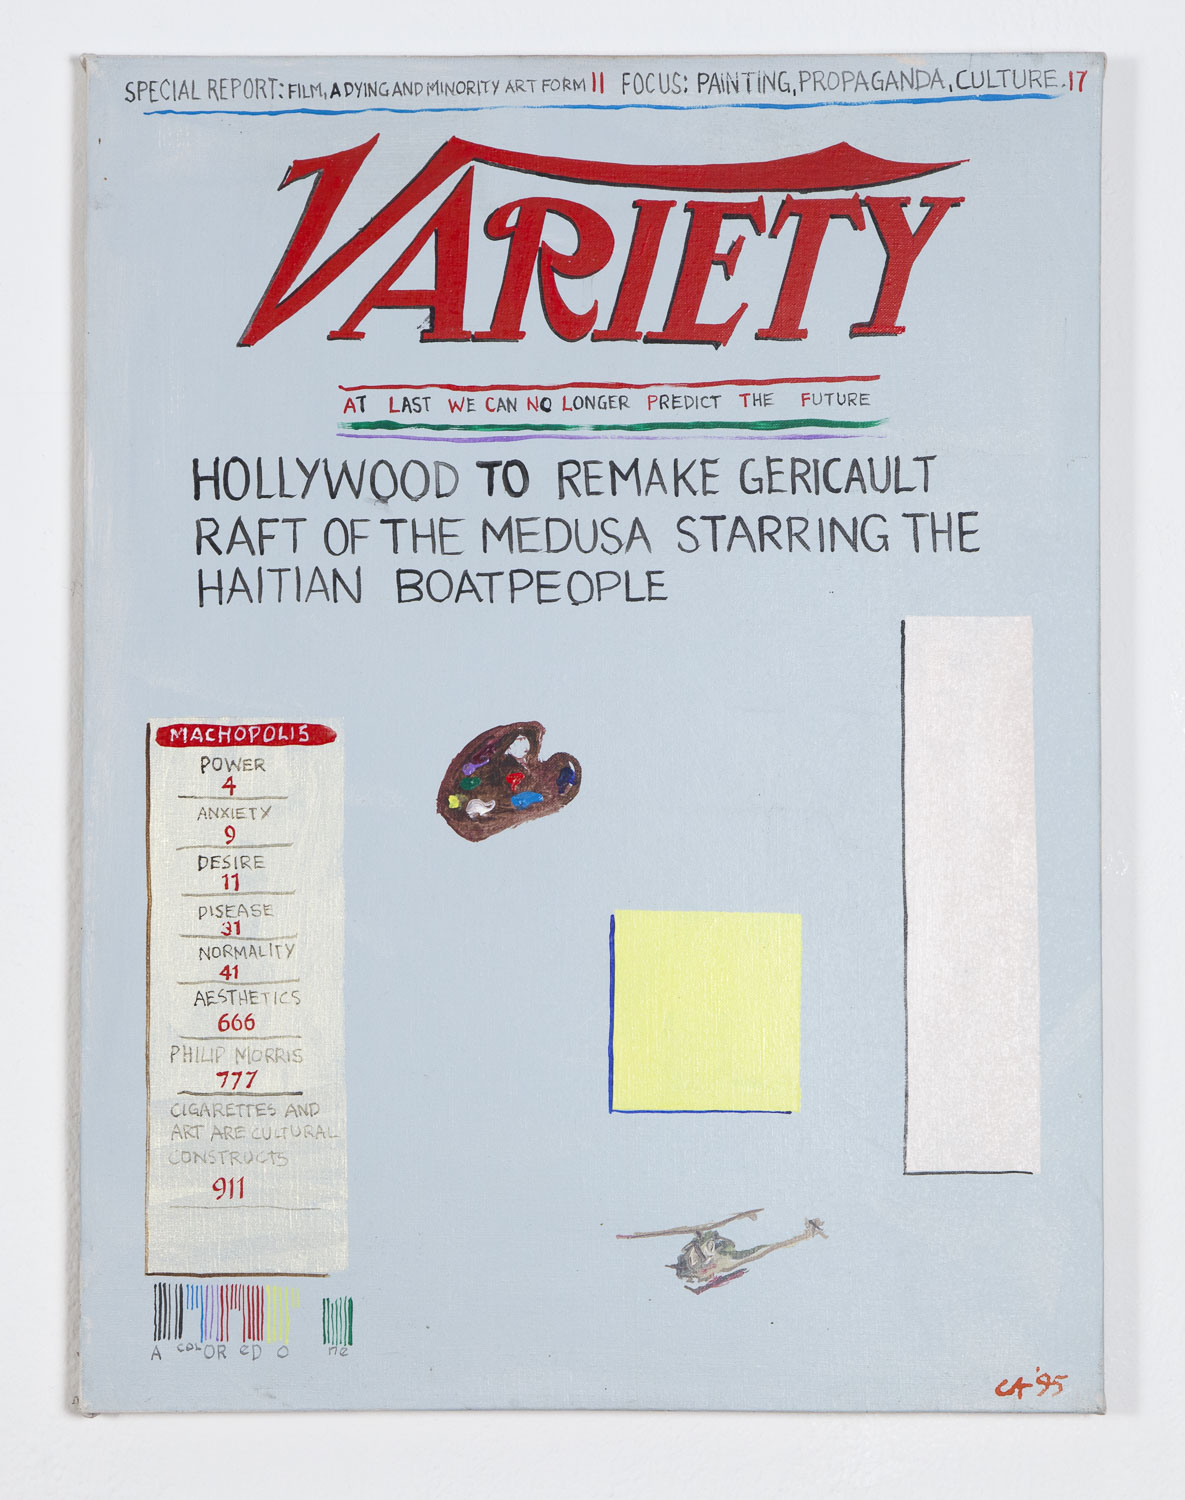 SPECIAL REPORT: FILM, A DYING AND MINORITY ART FORM 11 FOCUS: PAINTING, PROPAGANDA, CULTURE. 17
VARIETY
AT LAST WE CAN NO LONGER PREDICT THE FUTURE
HOLLYWOOD TO REMAKE GERICAULT
RAFT OF THE MEDUSA STARRING THE
HAITIAN BOATPEOPLE
MACHOPOLIS
POWER
4
ANXIETY
9
DESIRE
11
DISEASE
31
NORMALITY
41
AESTHETICS
666
PHILIP MORRIS
777
CIGARETTES AND
ART ARE CULTURAL
CONSTRUCTS
911
A COLOR eD O Ne
CA '95